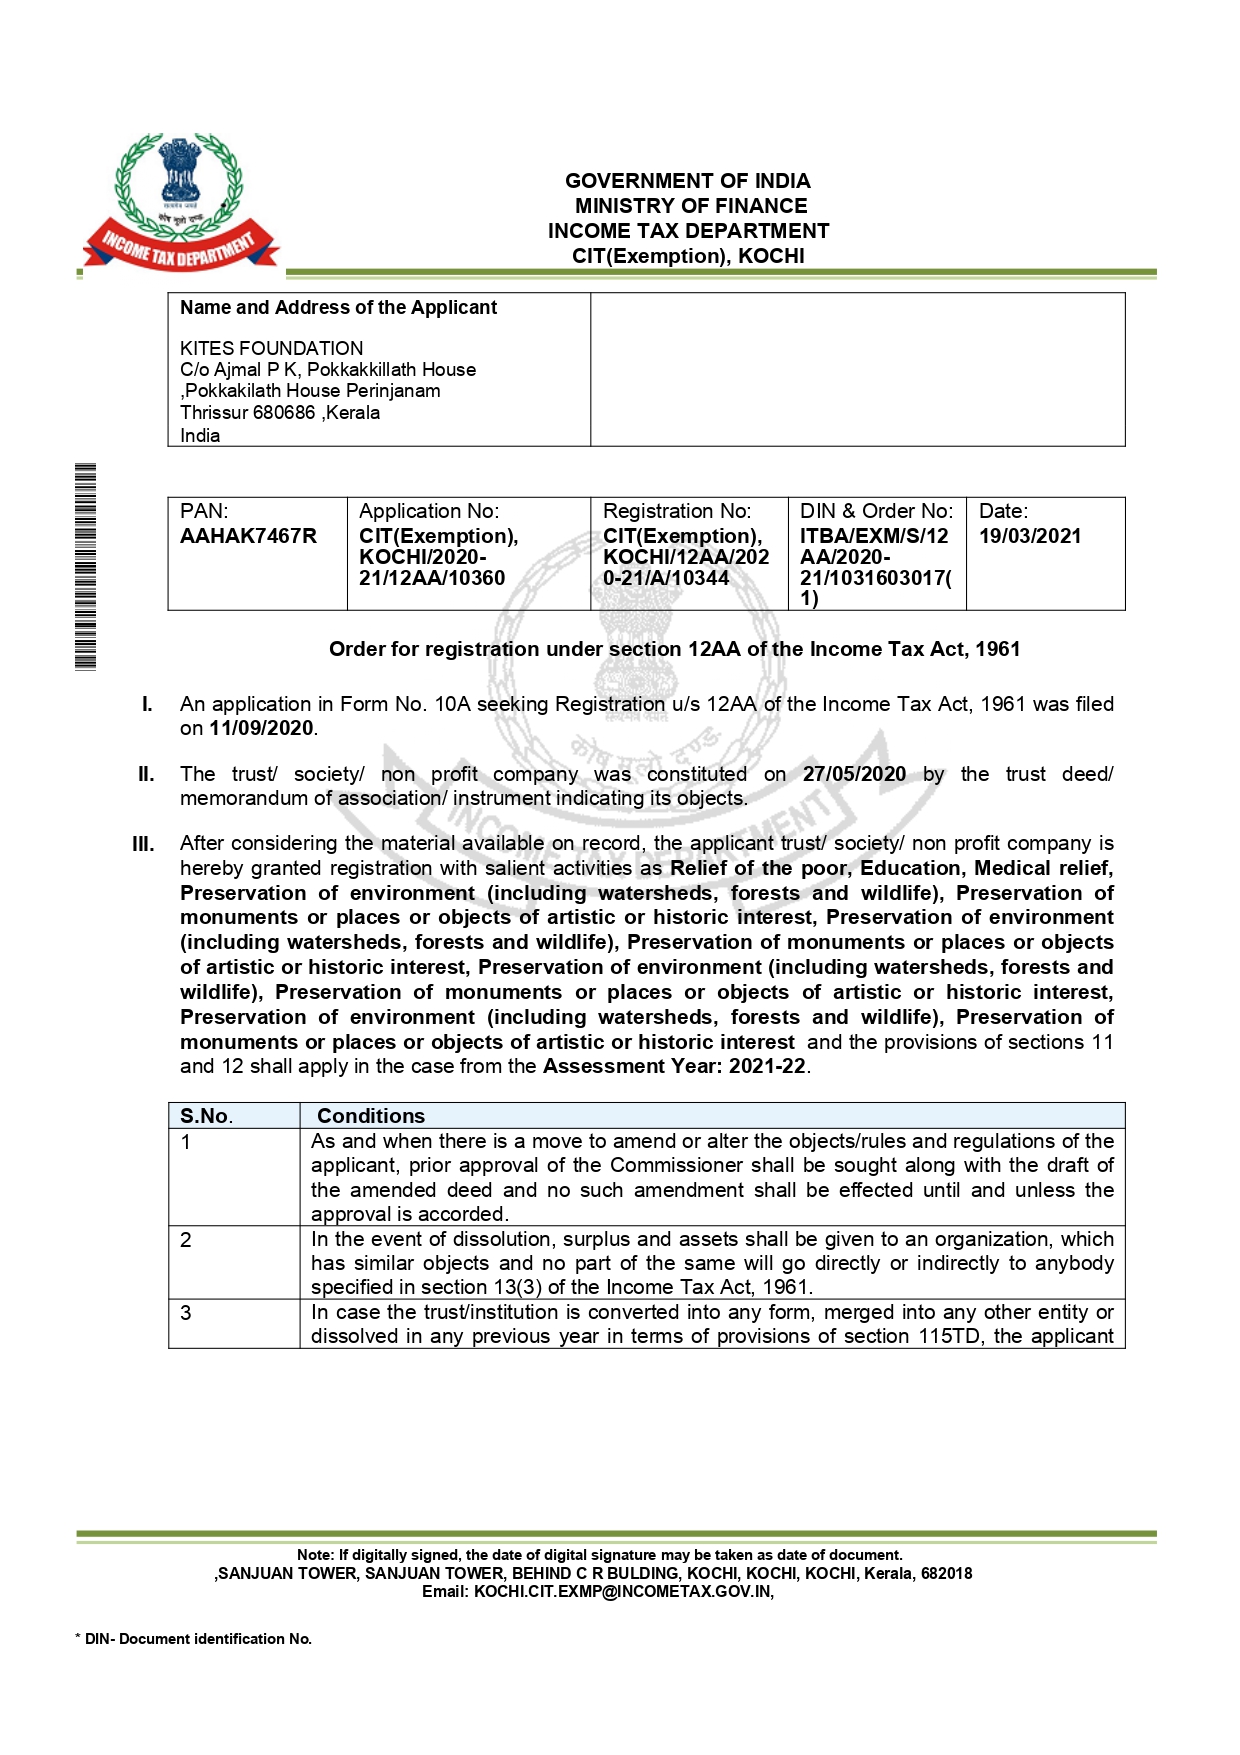 सत्यमेव जयते
कोष मूलो दण्डः
INCOME TAX DEPARTMENT
GOVERNMENT OF INDIA
MINISTRY OF FINANCE
INCOME TAX DEPARTMENT
CIT(Exemption), KOCHI
Name and Address of the Applicant
KITES FOUNDATION
C/o Ajmal P K, Pokkakkillath House
,Pokkakilath House Perinjanam
Thrissur 680686 ,Kerala
India
PAN:
AAHAK7467R
Application No:
CIT(Exemption),
KOCHI/2020-
21/12AA/10360
Registration No:
CIT(Exemption),
KOCHI/12AA/202
0-21/A/10344
DIN & Order No:
ITBA/EXM/S/12
AA/2020-
21/1031603017(
1)
Date:
19/03/2021
Order for registration under section 12AA of the Income Tax Act, 1961
I. An application in Form No. 10A seeking Registration u/s 12AA of the Income Tax Act, 1961 was filed
on 11/09/2020.
II. The trust/ society/ non profit company was constituted on 27/05/2020 by the trust deed/
memorandum of association/ instrument indicating its objects.
III. After considering the material available on record, the applicant trust/ society/ non profit company is
hereby granted registration with salient activities as Relief of the poor, Education, Medical relief,
Preservation of environment (including watersheds, forests and wildlife), Preservation of
monuments or places or objects of artistic or historic interest, Preservation of environment
(including watersheds, forests and wildlife), Preservation of monuments or places or objects
of artistic or historic interest, Preservation of environment (including watersheds, forests and
wildlife), Preservation of monuments or places or objects of artistic or historic interest,
Preservation of environment (including watersheds, forests and wildlife), Preservation of
monuments or places or objects of artistic or historic interest and the provisions of sections 11
and 12 shall apply in the case from the Assessment Year: 2021-22.
सत्यमेव जयते
कोष मूलो दण्डः
INCOME TAX DEPARTMENT
S.No. Conditions
1 As and when there is a move to amend or alter the objects/rules and regulations of the
applicant, prior approval of the Commissioner shall be sought along with the draft of
the amended deed and no such amendment shall be effected until and unless the
approval is accorded.
2 In the event of dissolution, surplus and assets shall be given to an organization, which
has similar objects and no part of the same will go directly or indirectly to anybody
specified in section 13(3) of the Income Tax Act, 1961.
3 In case the trust/institution is converted into any form, merged into any other entity or
dissolved in any previous year in terms of provisions of section 115TD, the applicant
Note: If digitally signed, the date of digital signature may be taken as date of document.
,SANJUAN TOWER, SANJUAN TOWER, BEHIND C R BULDING, KOCHI, KOCHI, KOCHI, Kerala, 682018
Email: KOCHI.CIT.EXMP@INCOMETAX.GOV.IN,
* DIN- Document identification No.